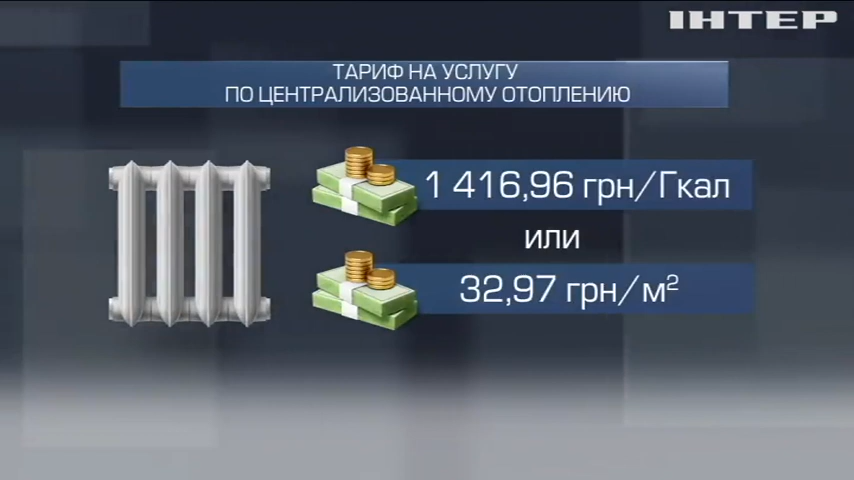 ІНТЕР
ТАРИФ НА УСЛУГУ
ПО ЦЕНТРАЛИЗОВАННОМУ ОТОПЛЕНИЮ
1 416,96 грн/Гкал
или
32,97 грн/м²